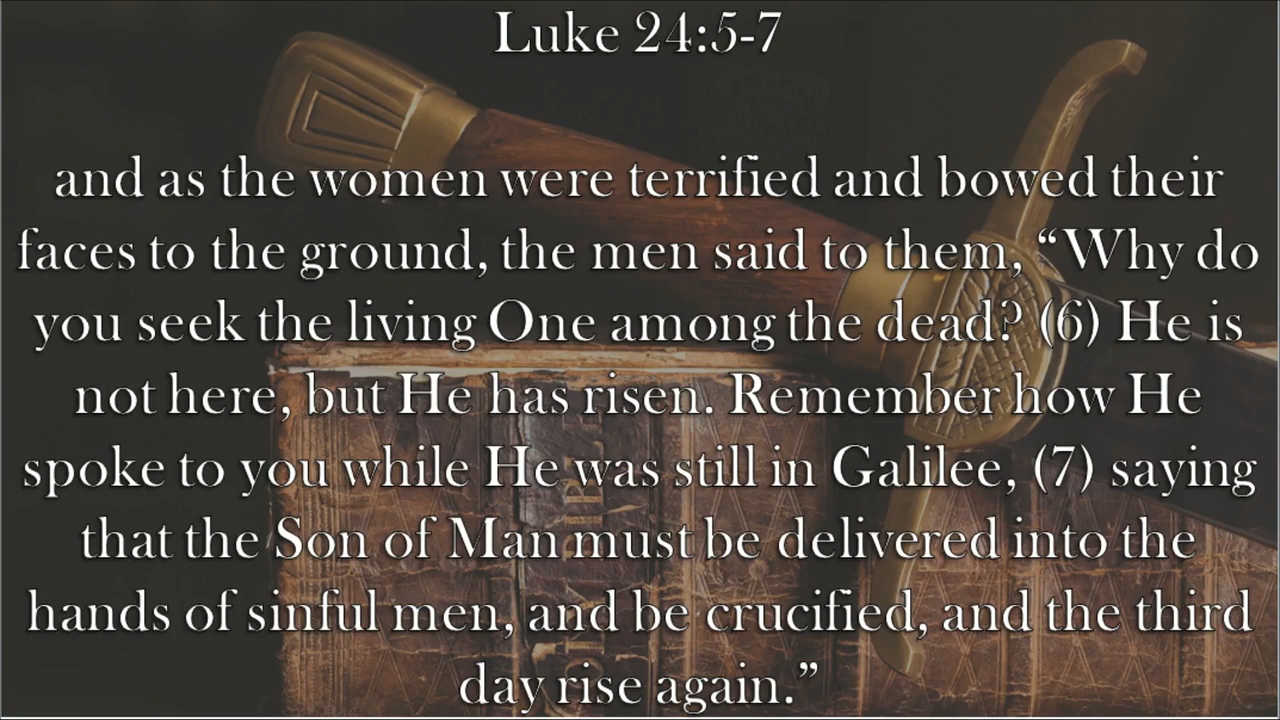 Luke 24:5-7
and as the women were terrified and bowed their
faces to the ground, the men said to them, “Why do
you seek the living One among the dead? (6) He is
not here, but He has risen. Remember how He
spoke to you while He was still in Galilee, (7) saying
that the Son of Man must be delivered into the
hands of sinful men, and be crucified, and the third
day rise again.”